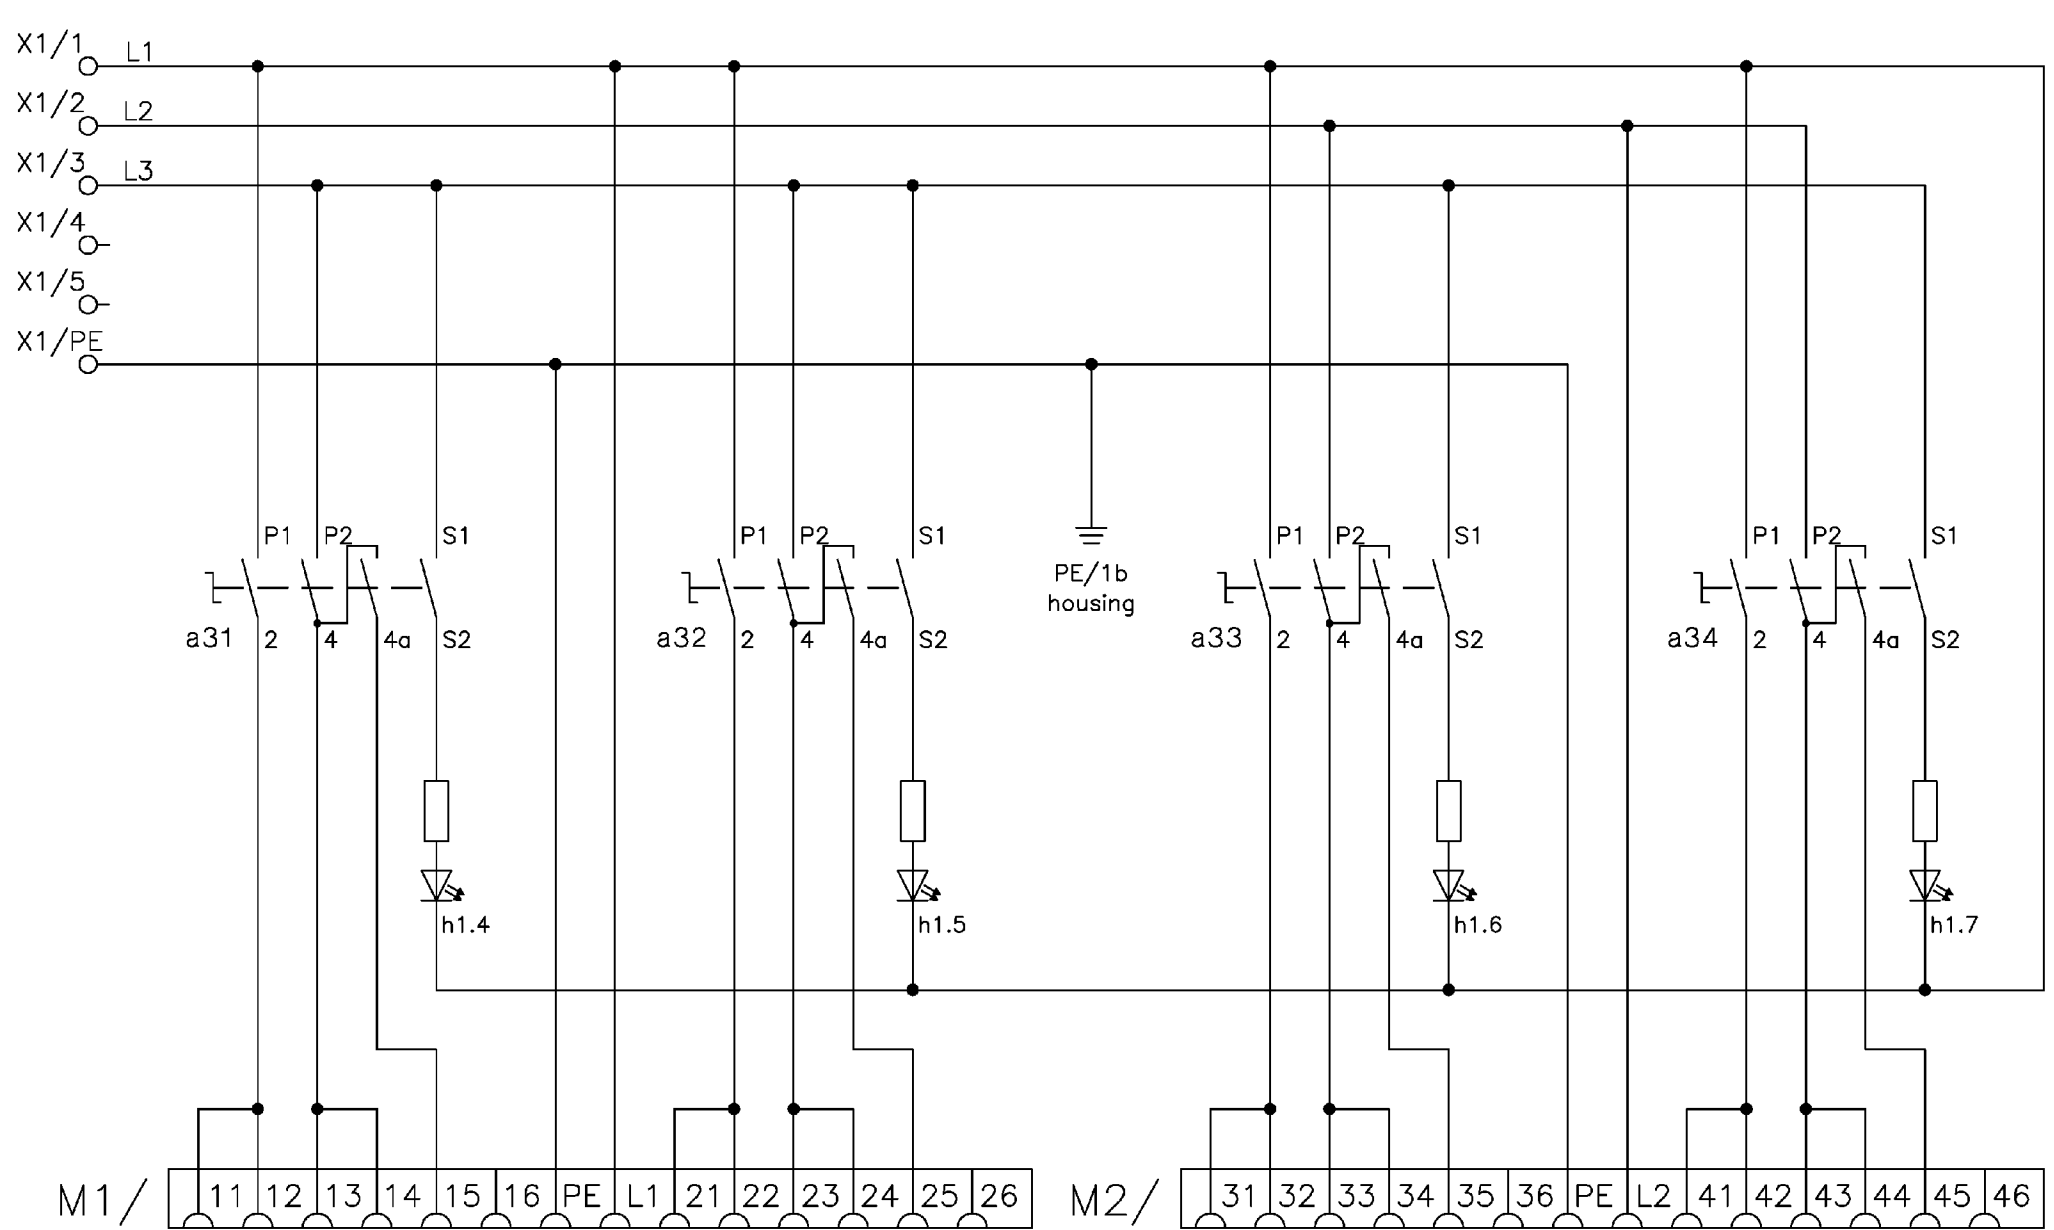 X1/1 L1
X1/2 L2
X1/3 L3
X1/4
X1/5
X1/PE
P1 P2 S1 P1 P2 S1 P1 P2 S1 P1 P2 S1
PE/1b
housing
a31 2 4 4a S2 a32 2 4 4a S2 a33 2 4 4a S2 a34 2 4 4a S2
h1.4 h1.5 h1.6 h1.7
M1/ 11 12 13 14 15 16 PE L1 21 22 23 24 25 26 M2/ 31 32 33 34 35 36 PE L2 41 42 43 44 45 46